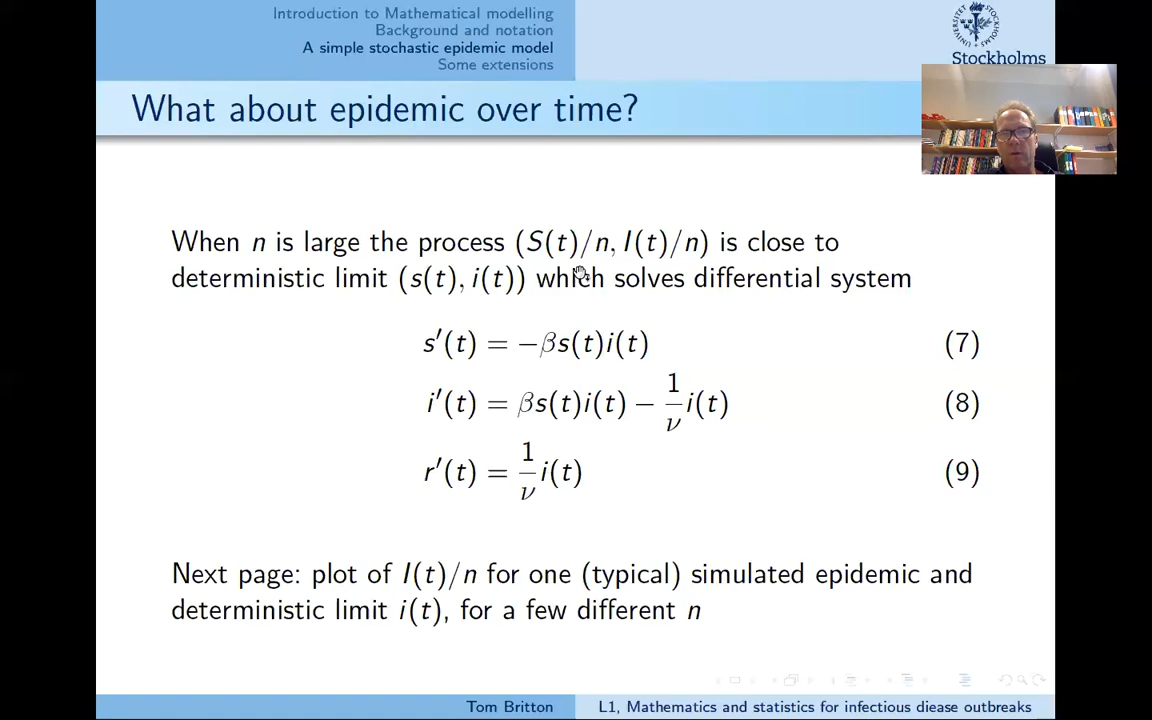 Introduction to Mathematical modelling
Background and notation
A simple stochastic epidemic model
Some extensions
Stockholms
What about epidemic over time?
When n is large the process (S(t)/n, I(t)/n) is close to
deterministic limit (s(t), i(t)) which solves differential system
s′(t) = −βs(t)i(t) (7)
i′(t) = βs(t)i(t) − 1/ν i(t) (8)
r′(t) = 1/ν i(t) (9)
Next page: plot of I(t)/n for one (typical) simulated epidemic and
deterministic limit i(t), for a few different n
Tom Britton L1, Mathematics and statistics for infectious diease outbreaks